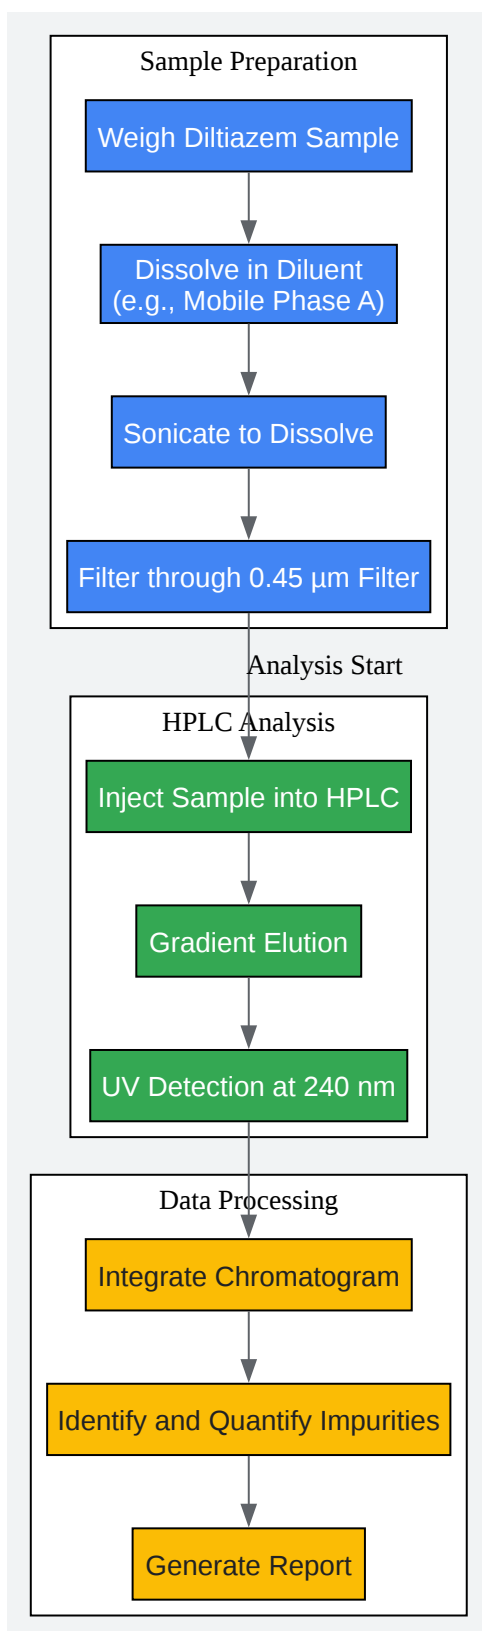 Sample Preparation
Weigh Diltiazem Sample
Dissolve in Diluent
(e.g., Mobile Phase A)
Sonicate to Dissolve
Filter through 0.45 µm Filter
Analysis Start
HPLC Analysis
Inject Sample into HPLC
Gradient Elution
UV Detection at 240 nm
Data Processing
Integrate Chromatogram
Identify and Quantify Impurities
Generate Report